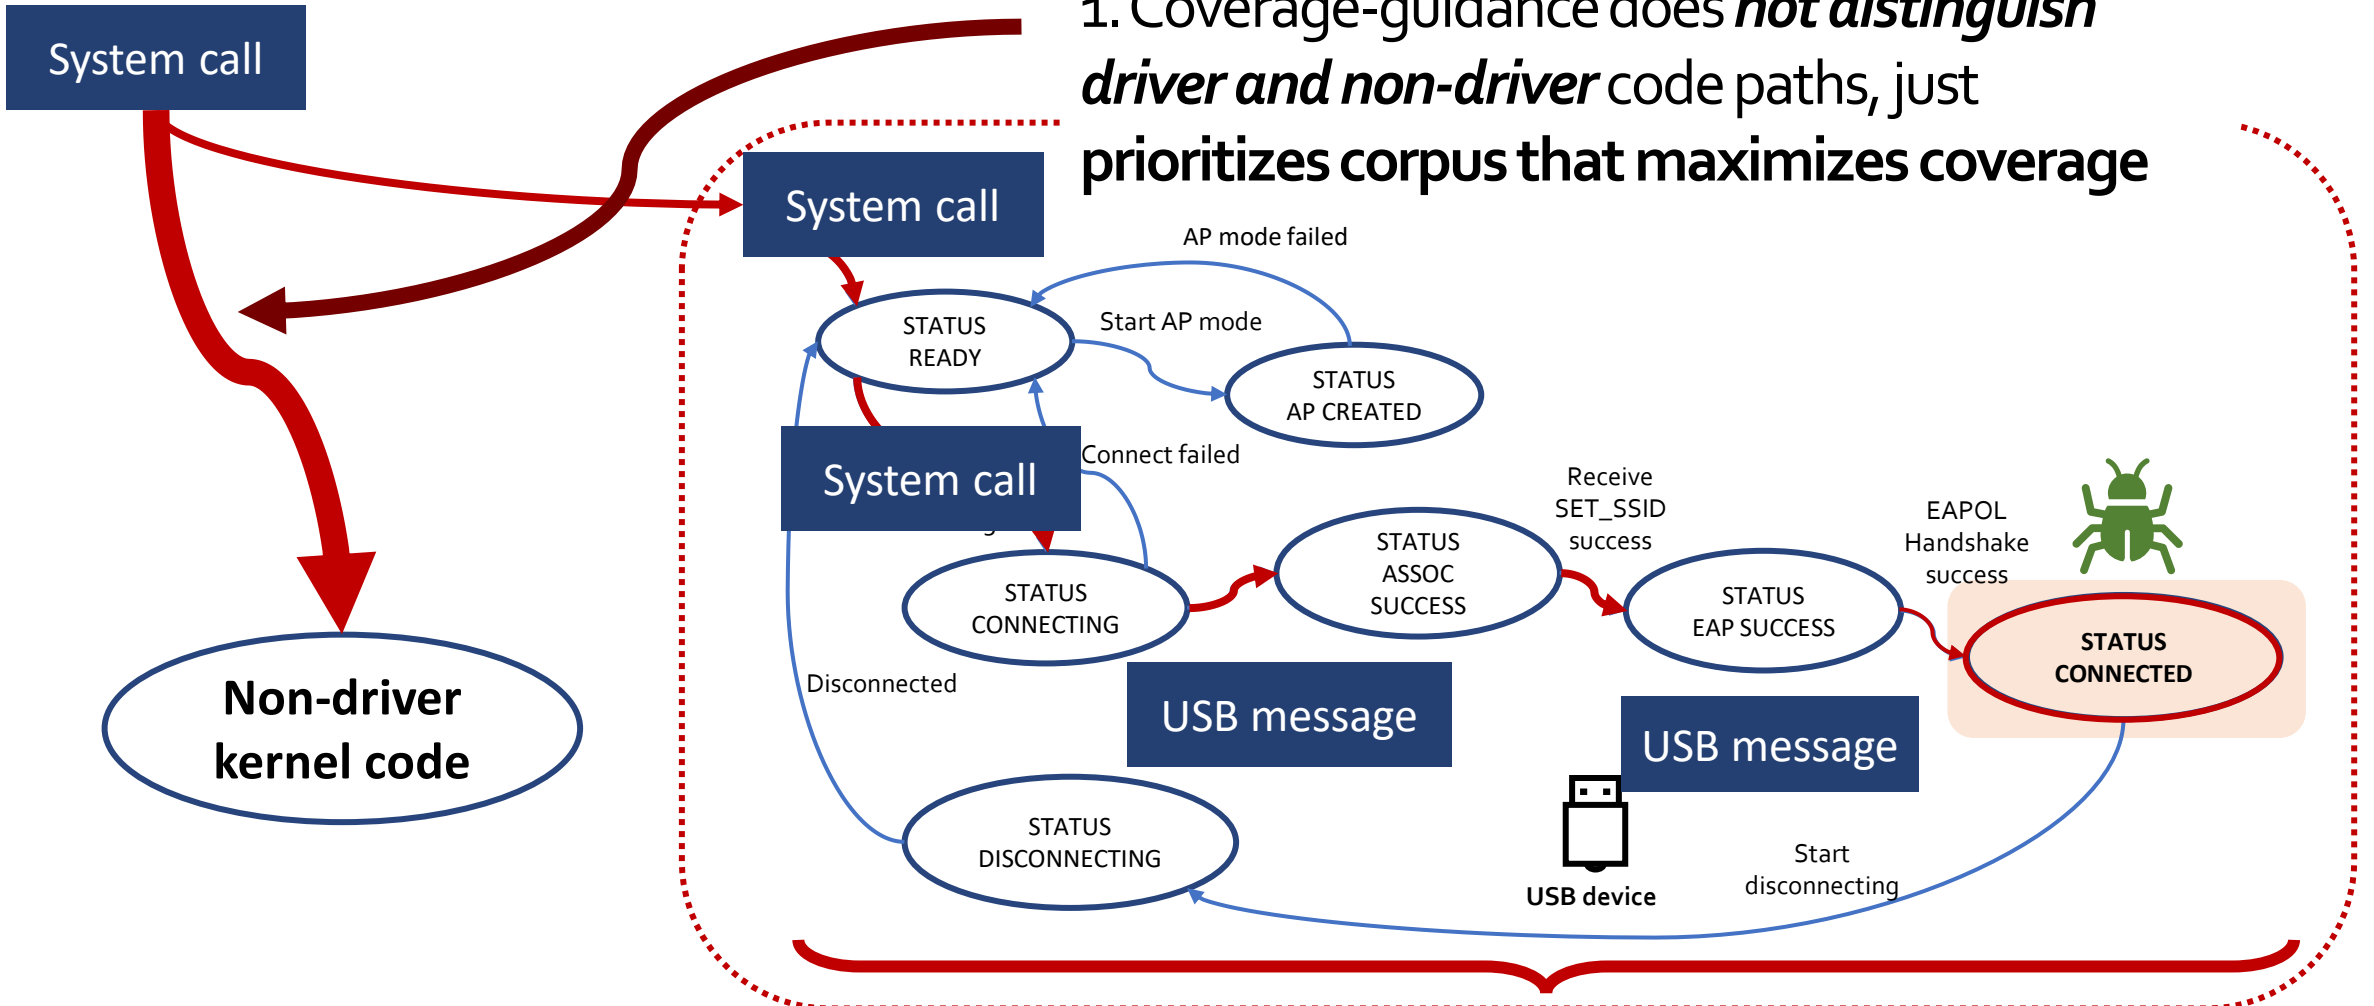 1. Coverage-guidance does not distinguish
driver and non-driver code paths, just
prioritizes corpus that maximizes coverage
System call
System call
AP mode failed
STATUS
READY
Start AP mode
STATUS
AP CREATED
System call
Connect failed
Receive
SET_SSID
success
EAPOL
Handshake
success
STATUS
CONNECTING
STATUS
ASSOC
SUCCESS
STATUS
EAP SUCCESS
STATUS
CONNECTED
Non-driver
kernel code
Disconnected
USB message
USB message
STATUS
DISCONNECTING
USB device
Start
disconnecting